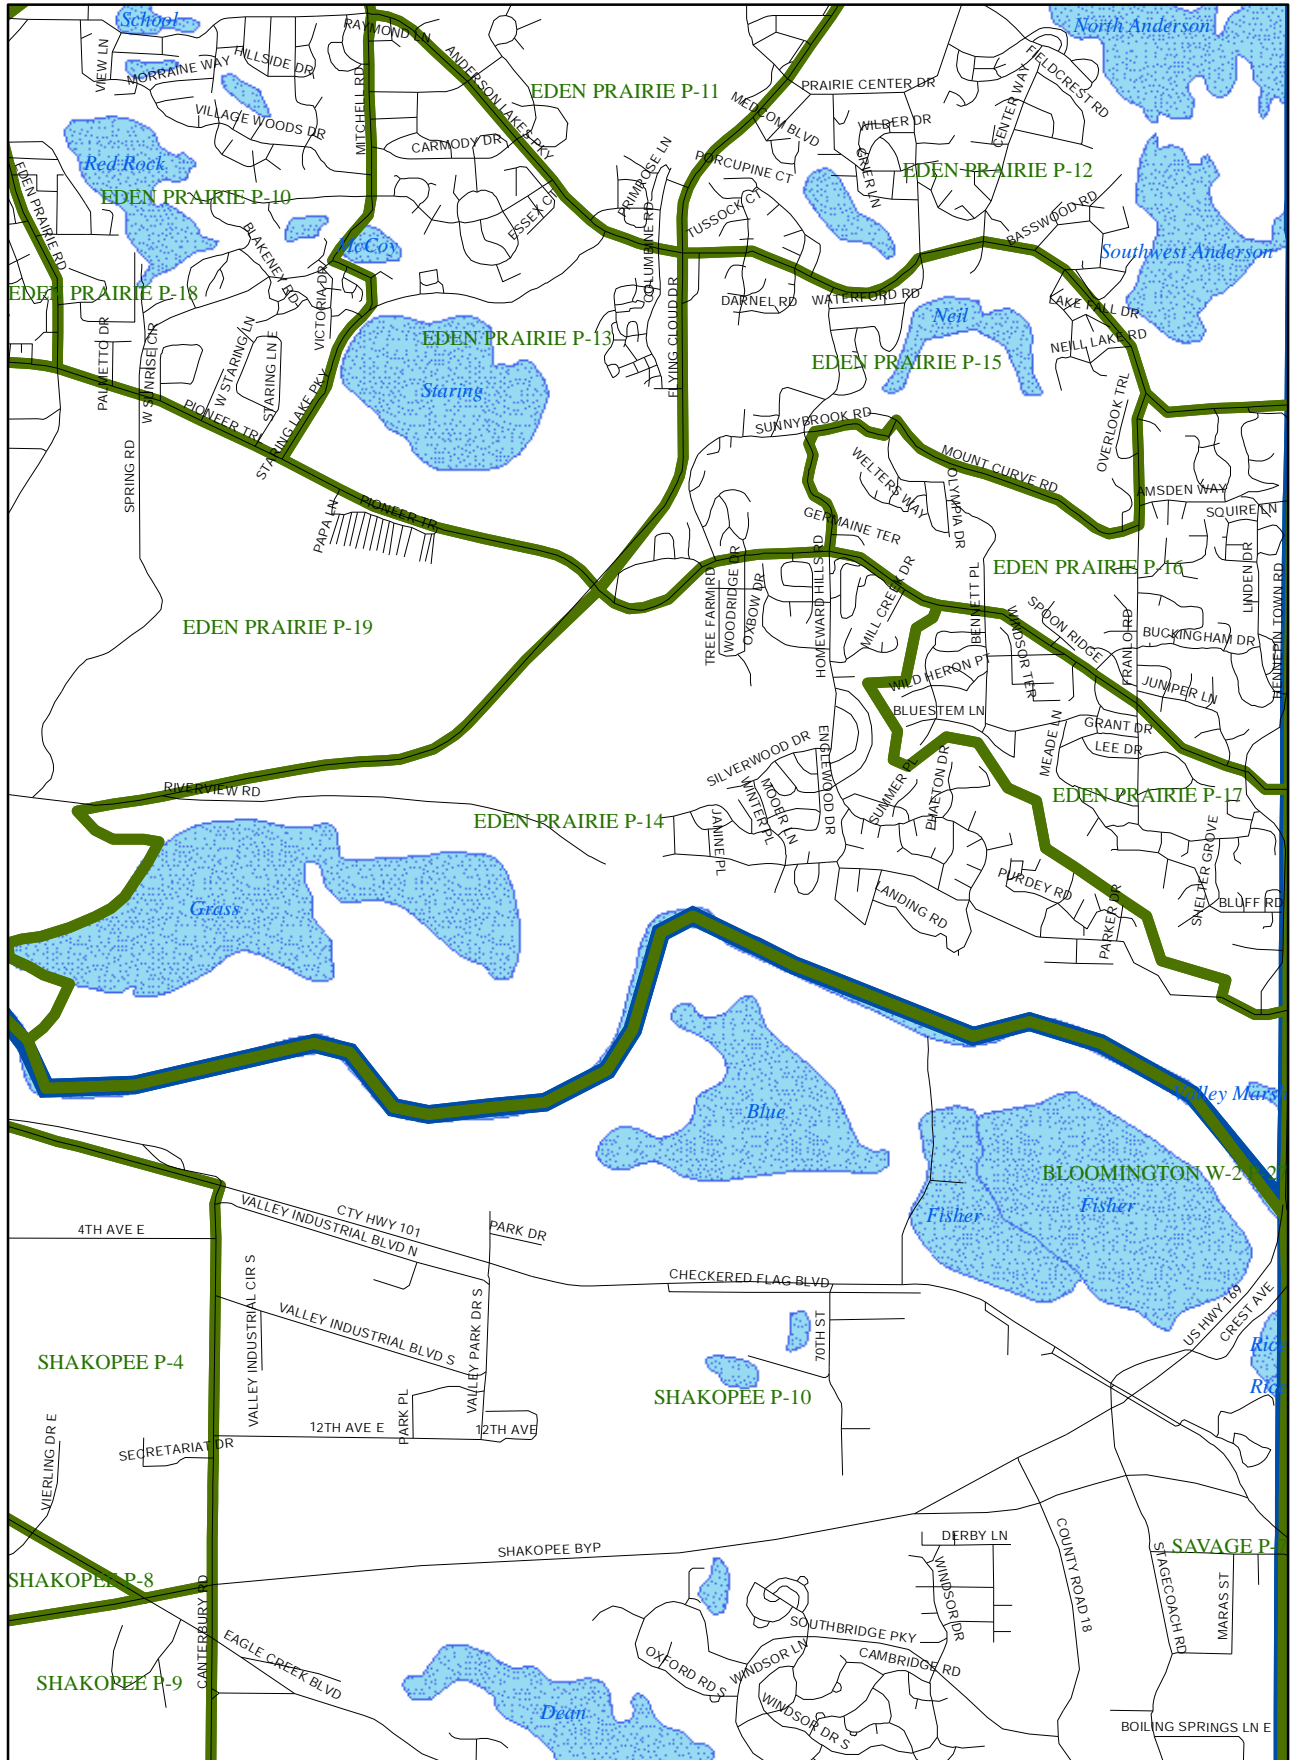 School
North Anderson
RAYMOND LN
VIEW LN
MORRAINE WAY
HILLSIDE DR
ANDERSON LAKES PKY
FIELDCREST RD
EDEN PRAIRIE P-11
PRAIRIE CENTER DR
MITCHELL RD
MEDCOM BLVD
CENTER WAY
VILLAGE WOODS DR
WILDER DR
CARMODY DR
Red Rock
PORCUPINE CT
GRIER LN
EDEN PRAIRIE P-12
EDEN PRAIRIE RD
EDEN PRAIRIE P-10
PRIMROSE LN
ESSEX CT
TUSSOCK CT
BASSWOOD RD
BLAKENEY RD
McCoy
COLUMBINE RD
Southwest Anderson
EDEN PRAIRIE P-18
VICTORIA DR
DARNEL RD
WATERFORD RD
LAKE FALL DR
Neil
FLYING CLOUD DR
EDEN PRAIRIE P-13
NEILL LAKE RD
PALMETTO DR
W SUNRISE CIR
W STARING LN
STARING LN E
EDEN PRAIRIE P-15
Staring
PIONEER TRL
STARING LAKE PKY
SUNNYBROOK RD
OVERLOOK TRL
SPRING RD
WELTERS WAY
MOUNT CURVE RD
OLYMPIA DR
AMSDEN WAY
SQUIRE LN
PAPA LN
PIONEER TR
GERMAINE TER
EDEN PRAIRIE P-16
LINDEN DR
HENNEPIN TOWN RD
TREE FARM RD
WOODRIDGE DR
OXBOW DR
HOMEWARD HILLS RD
MILL CREEK DR
BENNETT PL
WINDSOR TER
SPOON RIDGE
FRANLO RD
BUCKINGHAM DR
EDEN PRAIRIE P-19
WILD HERON PT
JUNIPER LN
BLUESTEM LN
MEADE LN
GRANT DR
LEE DR
SILVERWOOD DR
ENGLEWOOD DR
RIVERVIEW RD
WINTER PL
MOOER LN
SUMMER PL
PHAETON DR
EDEN PRAIRIE P-17
EDEN PRAIRIE P-14
JANINE PL
SHELTER GROVE
PURDEY RD
LANDING RD
PARKER DR
BLUFF RD
Grass
Blue
BLOOMINGTON W-2
Fisher
Fisher
VALLEY INDUSTRIAL BLVD N
CTY HWY 101
PARK DR
4TH AVE E
CHECKERED FLAG BLVD
VALLEY INDUSTRIAL CIR S
VALLEY INDUSTRIAL BLVD S
VALLEY PARK DR S
70TH ST
US HWY 169
CREST AVE
SHAKOPEE P-4
SHAKOPEE P-10
PARK PL
12TH AVE E
12TH AVE
VIERLING DR E
SECRETARIAT DR
SHAKOPEE BYP
DERBY LN
COUNTY ROAD 18
STAGECOACH RD
SHAKOPEE P-8
CANTERBURY RD
WINDSOR DR
MARAS ST
SOUTHBRIDGE PKY
EAGLE CREEK BLVD
OXFORD RD S
WINDSOR LN
CAMBRIDGE RD
SHAKOPEE P-9
WINDSOR DR S
Dean
BOILING SPRINGS LN E